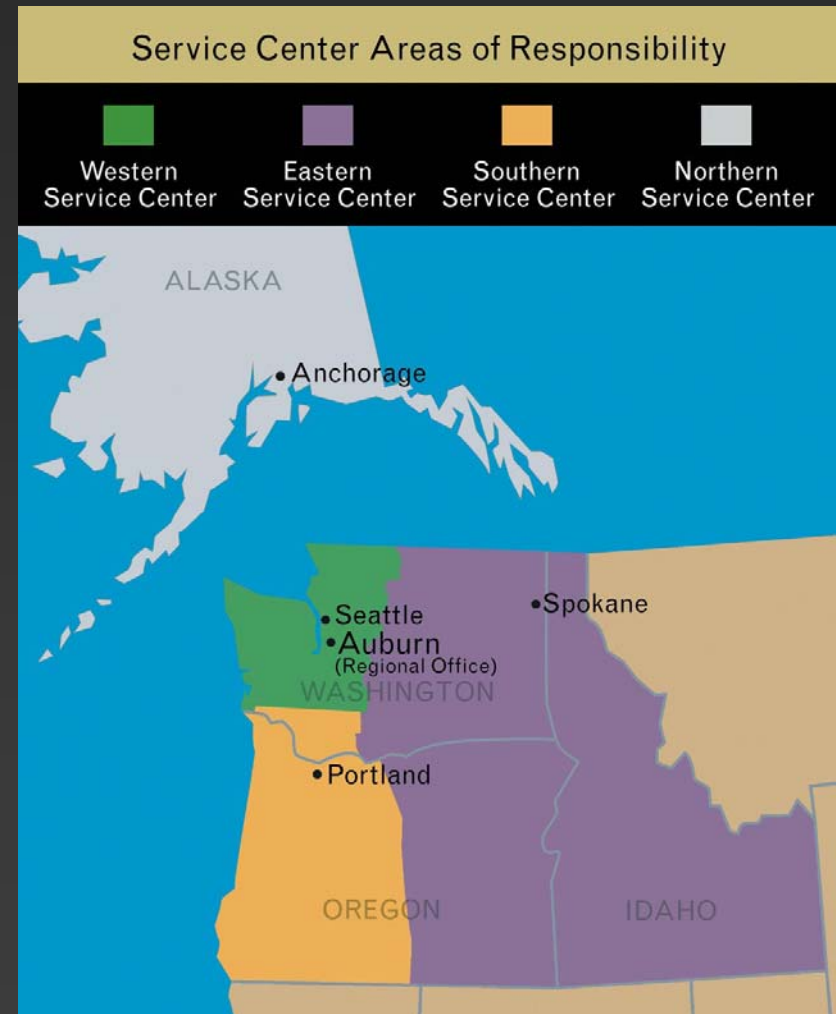 Service Center Areas of Responsibility
Western
Service Center
Eastern
Service Center
Southern
Service Center
Northern
Service Center
ALASKA
Anchorage
Seattle
Auburn
(Regional Office)
Spokane
WASHINGTON
Portland
OREGON
IDAHO